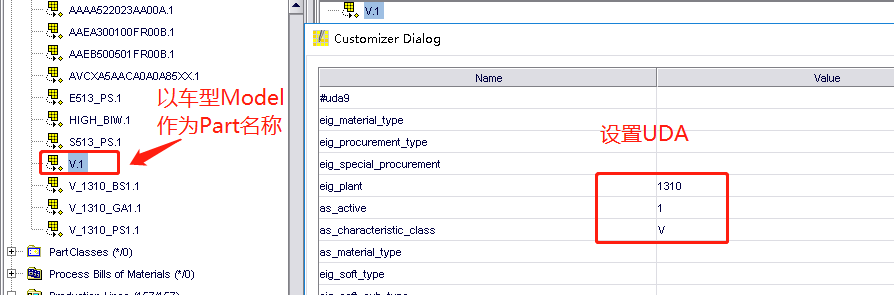 AAAA522023AA00A.1
AAEA300100FR00B.1
AAEB500501FR00B.1
AVCXA5AACA0A0A85XX.1
E513_PS.1
HIGH_BIW.1
S513_PS.1
V.1
V_1310_BS1.1
V_1310_GA1.1
V_1310_PS1.1
PartClasses (*/0)
Process Bills of Materials (*/0)
以车型Model
作为Part名称
V.1
Customizer Dialog
Name Value
#uda9
eig_material_type
eig_procurement_type
eig_special_procurement
eig_plant 1310
as_active 1
as_characteristic_class V
as_material_type
eig_soft_type
设置UDA